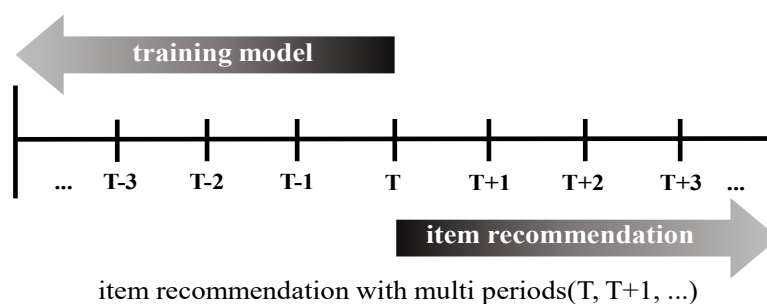 training model
... T-3 T-2 T-1 T T+1 T+2 T+3 ...
item recommendation
item recommendation with multi periods(T, T+1, ...)